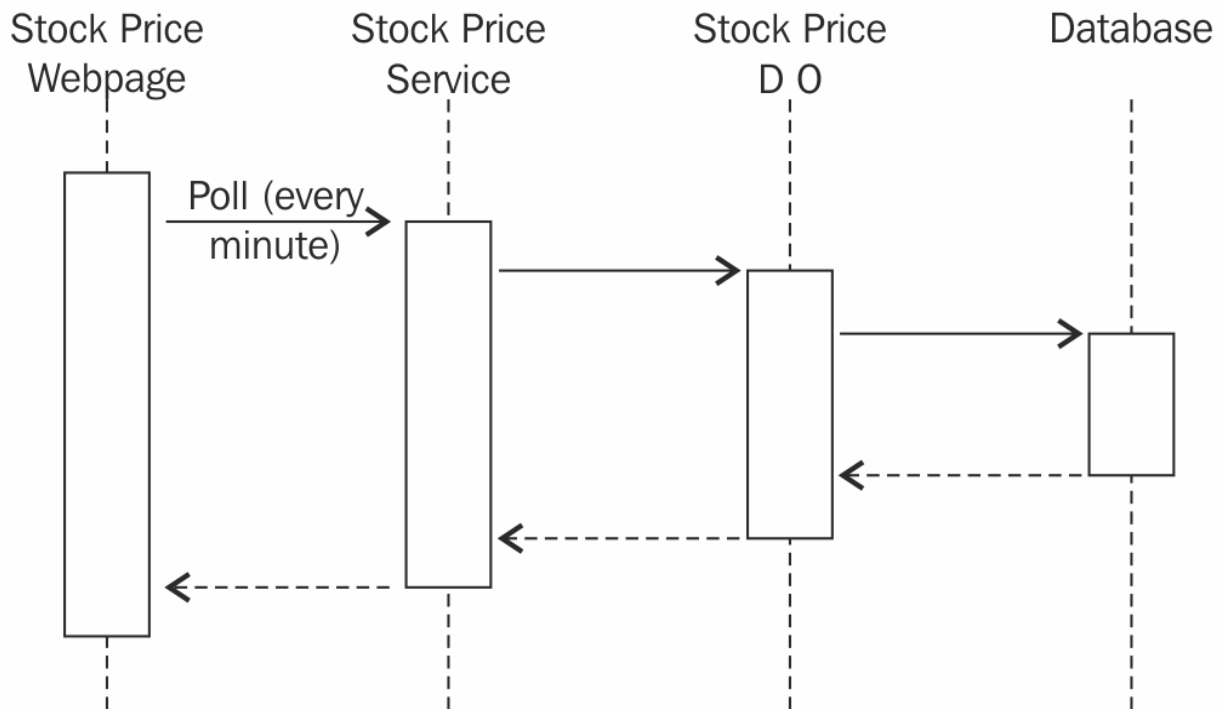 Stock Price
Webpage
Stock Price
Service
Stock Price
D O
Database
Poll (every
minute)